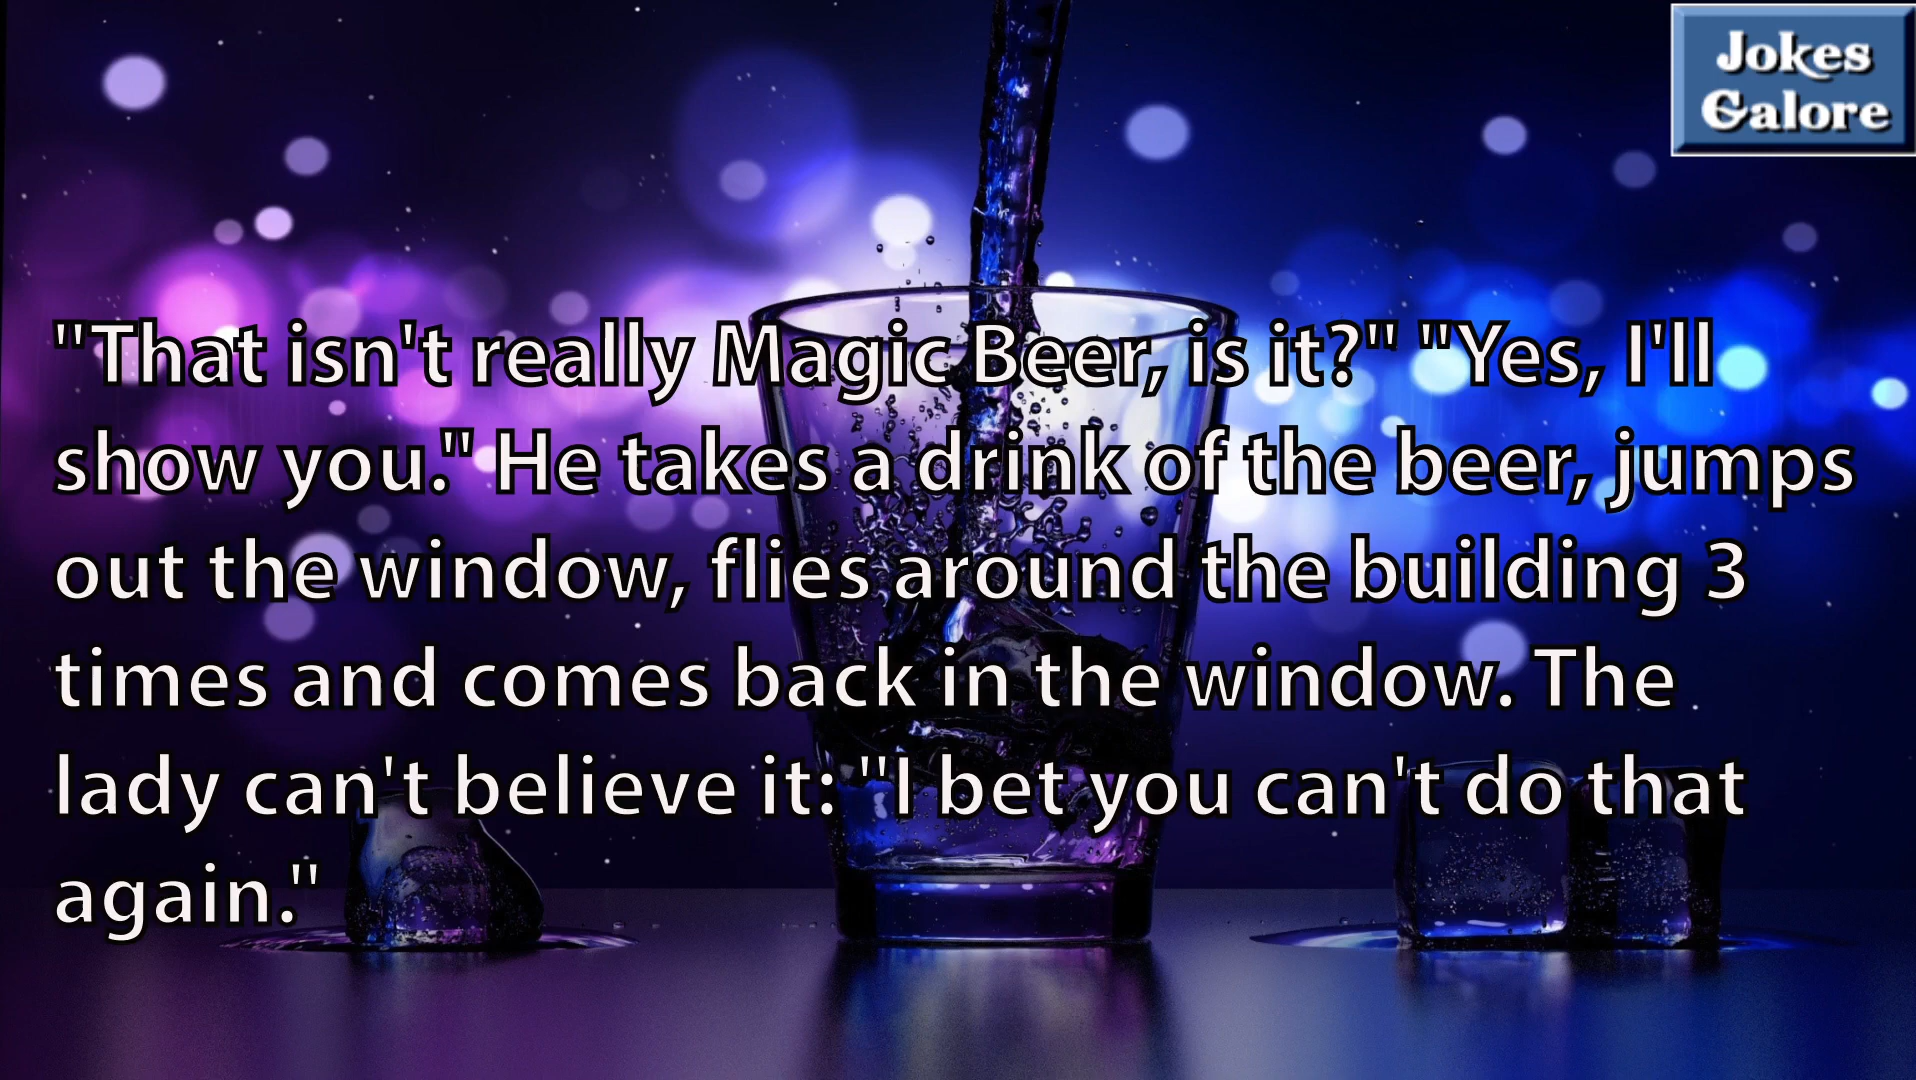 Jokes
Galore
"That isn't really Magic Beer, is it?" "Yes, I'll
show you." He takes a drink of the beer, jumps
out the window, flies around the building 3
times and comes back in the window. The
lady can't believe it: "I bet you can't do that
again."